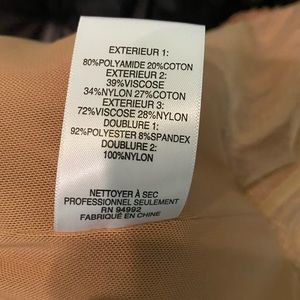 EXTERIEUR 1:
80%POLYAMIDE 20%COTON
EXTERIEUR 2:
39%VISCOSE
34%NYLON 27%COTON
EXTERIEUR 3:
72%VISCOSE 28%NYLON
DOUBLURE 1:
92%POLYESTER 8%SPANDEX
DOUBLURE 2:
100%NYLON
NETTOYER À SEC
PROFESSIONNEL SEULEMENT
RN 94992
FABRIQUÉ EN CHINE